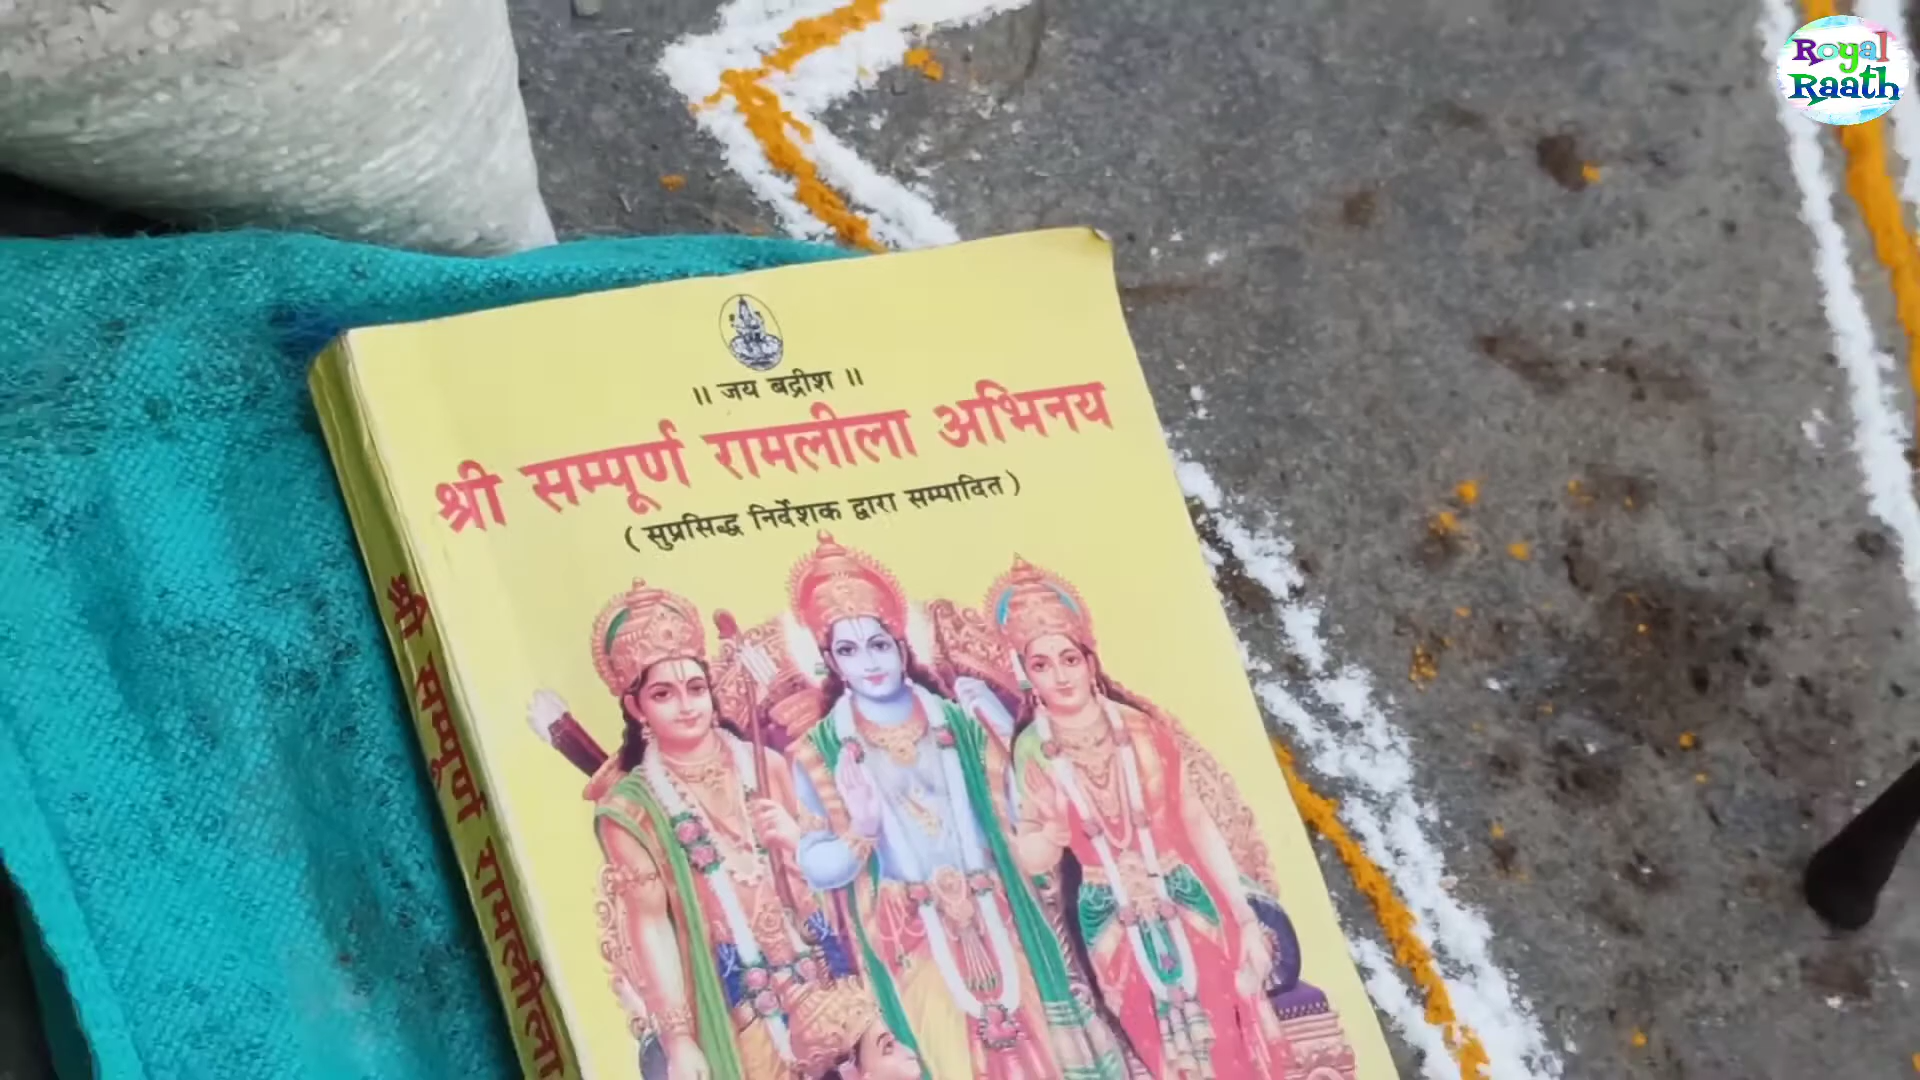 Royal
Raath
॥ जय बद्रीश ॥
श्री सम्पूर्ण रामलीला अभिनय
( सुप्रसिद्ध निर्देशक द्वारा सम्पादित )
श्री सम्पूर्ण रामलीला